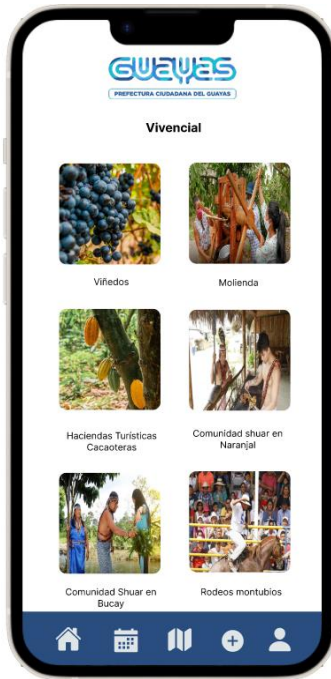 GUAYAS
PREFECTURA CIUDADANA DEL GUAYAS
Vivencial
Viñedos
Molienda
Haciendas Turísticas
Cacaoteras
Comunidad shuar en
Naranjal
Comunidad Shuar en
Bucay
Rodeos montubios